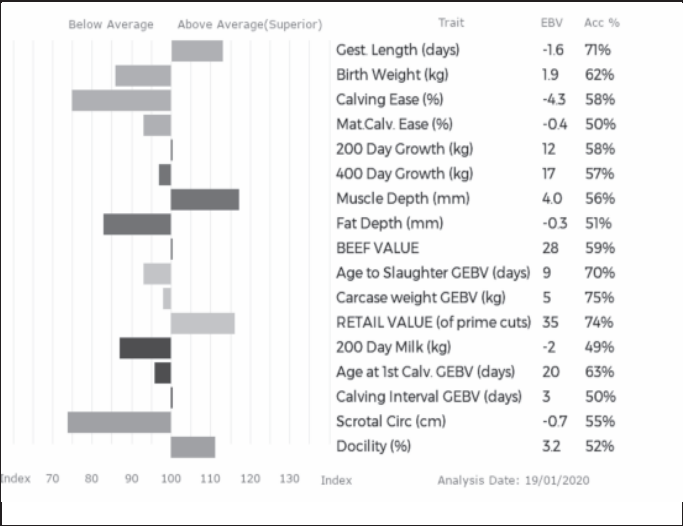 Below Average Above Average(Superior) Trait EBV Acc %
Gest. Length (days) -1.6 71%
Birth Weight (kg) 1.9 62%
Calving Ease (%) -4.3 58%
Mat.Calv. Ease (%) -0.4 50%
200 Day Growth (kg) 12 58%
400 Day Growth (kg) 17 57%
Muscle Depth (mm) 4.0 56%
Fat Depth (mm) -0.3 51%
BEEF VALUE 28 59%
Age to Slaughter GEBV (days) 9 70%
Carcase weight GEBV (kg) 5 75%
RETAIL VALUE (of prime cuts) 35 74%
200 Day Milk (kg) -2 49%
Age at 1st Calv. GEBV (days) 20 63%
Calving Interval GEBV (days) 3 50%
Scrotal Circ (cm) -0.7 55%
Docility (%) 3.2 52%
Index 70 80 90 100 110 120 130 Index Analysis Date: 19/01/2020